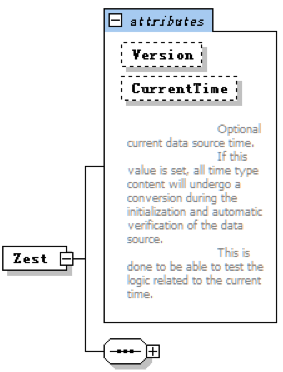 attributes
Version
CurrentTime
Optional
current data source time.
If this
value is set, all time type
content will undergo a
conversion during the
initialization and automatic
verification of the data
source.
This is
done to be able to test the
logic related to the current
time.
Zest